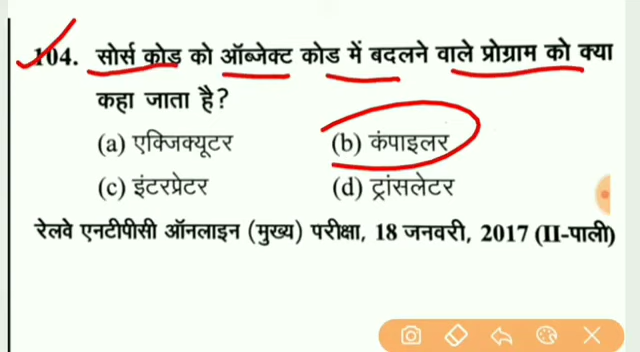 104. सोर्स कोड को ऑब्जेक्ट कोड में बदलने वाले प्रोग्राम को क्या
कहा जाता है?
(a) एक्जिक्यूटर (b) कंपाइलर
(c) इंटरप्रेटर (d) ट्रांसलेटर
रेलवे एनटीपीसी ऑनलाइन (मुख्य) परीक्षा, 18 जनवरी, 2017 (II-पाली)